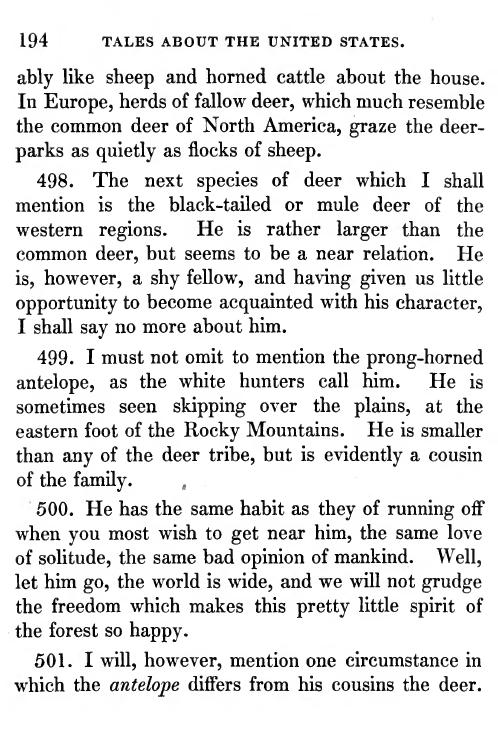 194 TALES ABOUT THE UNITED STATES.
ably like sheep and horned cattle about the house.
In Europe, herds of fallow deer, which much resemble
the common deer of North America, graze the deer-
parks as quietly as flocks of sheep.
498. The next species of deer which I shall
mention is the black-tailed or mule deer of the
western regions. He is rather larger than the
common deer, but seems to be a near relation. He
is, however, a shy fellow, and having given us little
opportunity to become acquainted with his character,
I shall say no more about him.
499. I must not omit to mention the prong-horned
antelope, as the white hunters call him. He is
sometimes seen skipping over the plains, at the
eastern foot of the Rocky Mountains. He is smaller
than any of the deer tribe, but is evidently a cousin
of the family.
500. He has the same habit as they of running off
when you most wish to get near him, the same love
of solitude, the same bad opinion of mankind. Well,
let him go, the world is wide, and we will not grudge
the freedom which makes this pretty little spirit of
the forest so happy.
501. I will, however, mention one circumstance in
which the antelope differs from his cousins the deer.